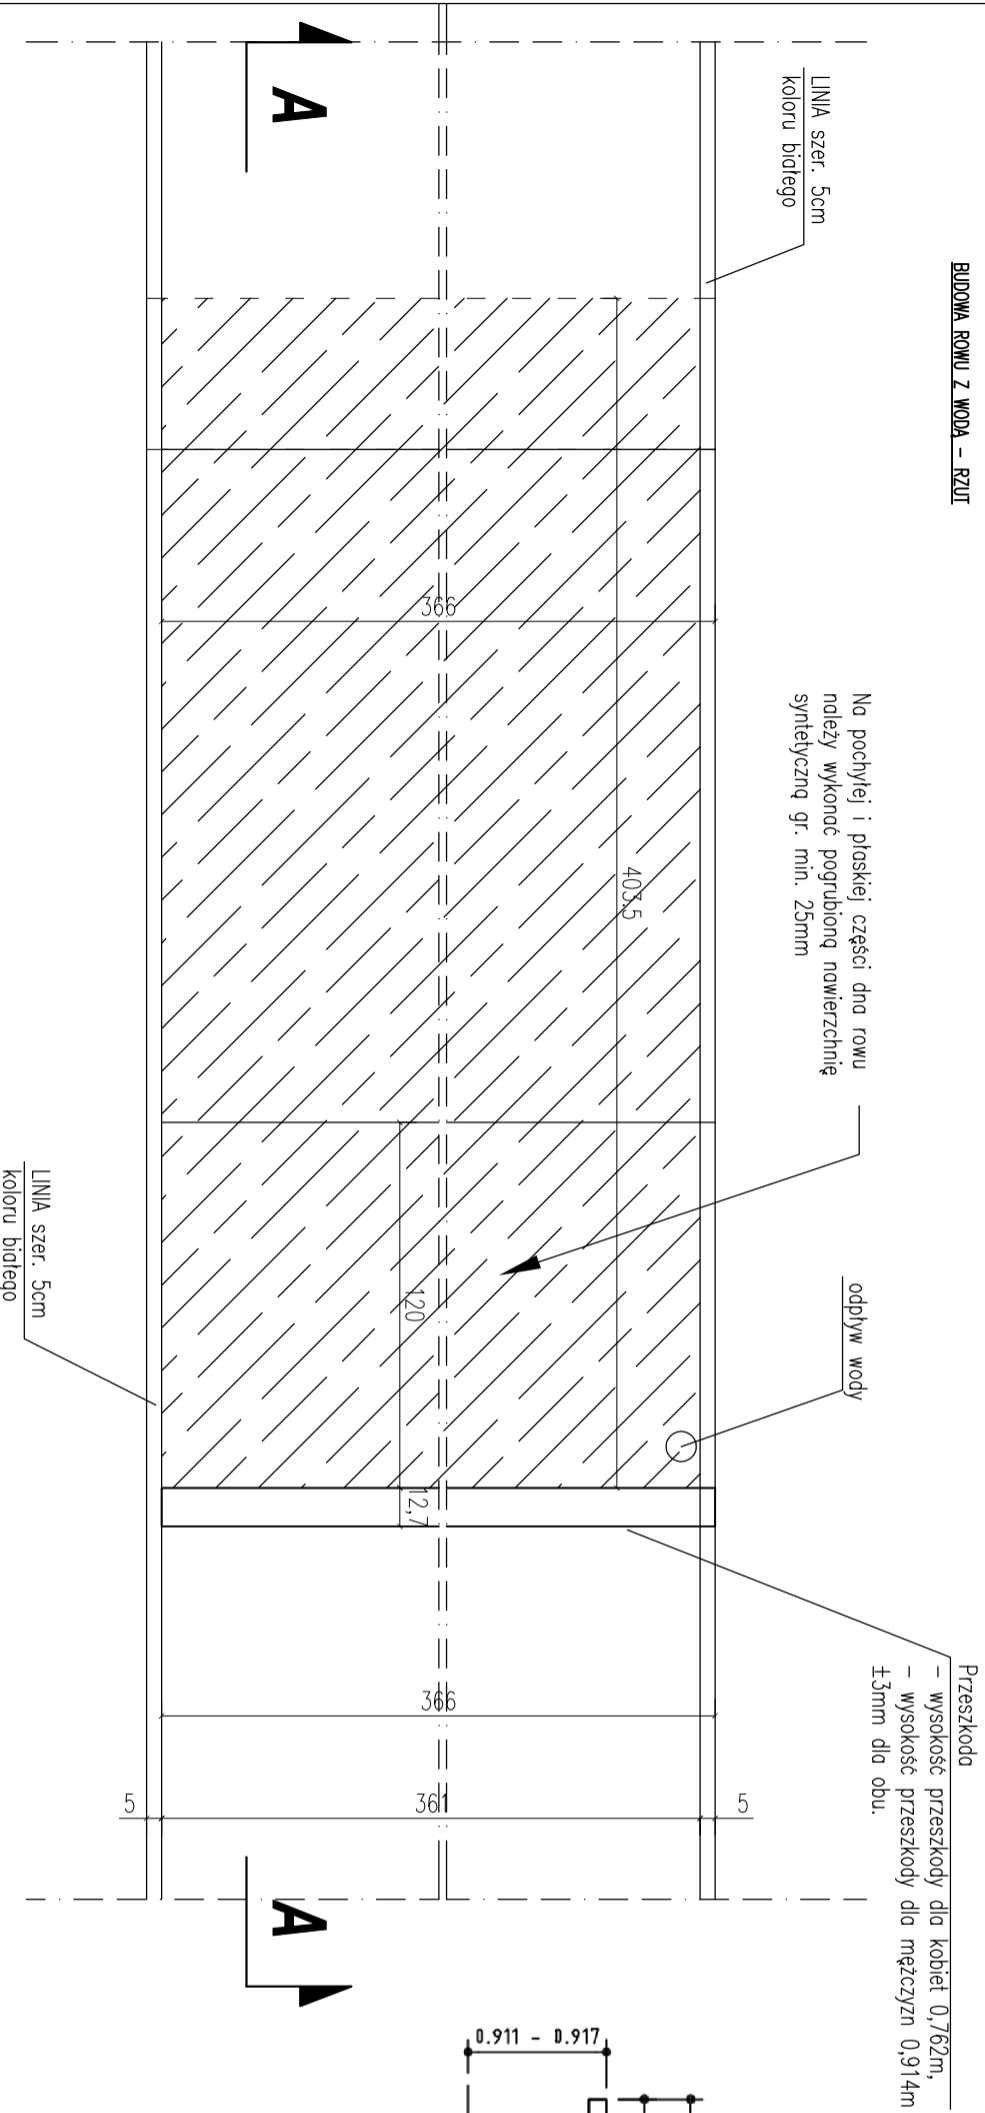 BUDOWA ROWU Z WODĄ – RZUT
LINIA szer. 5cm
koloru białego
A
Na pochyłej i płaskiej części dna rowu
należy wykonać pogrubioną nawierzchnię
syntetyczną gr. min. 25mm
odpływ wody
Przeszkoda
– wysokość przeszkody dla kobiet 0,762m,
– wysokość przeszkody dla mężczyzn 0,914m
±3mm dla obu.
366
403.5
120
12,7
366
5
361
5
A
LINIA szer. 5cm
koloru białego
0.911 – 0.917